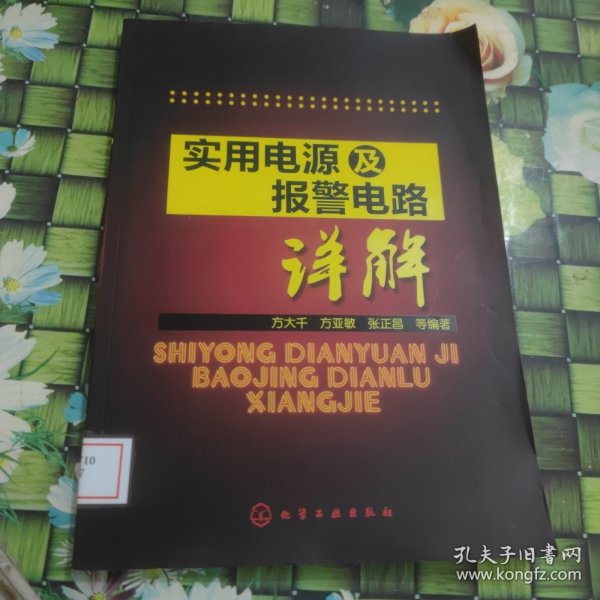 实用电源及
报警电路
详解
方大千 方亚敏 张正昌 等编著
SHIYONG DIANYUAN JI
BAOJING DIANLU
XIANGJIE
10
化学工业出版社
孔夫子旧书网
www.kongfz.com